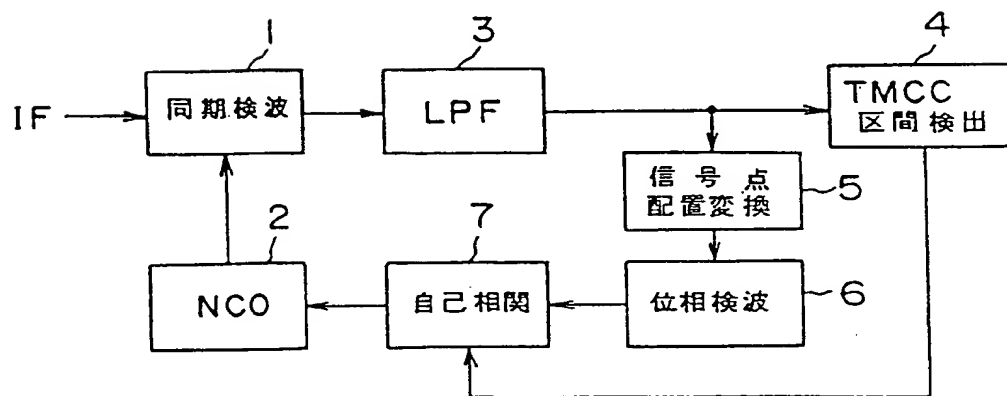 1
3
4
IF
同期検波
LPF
TMCC
区間検出
信号点
配置変換
5
2
7
NCO
自己相関
位相検波
6